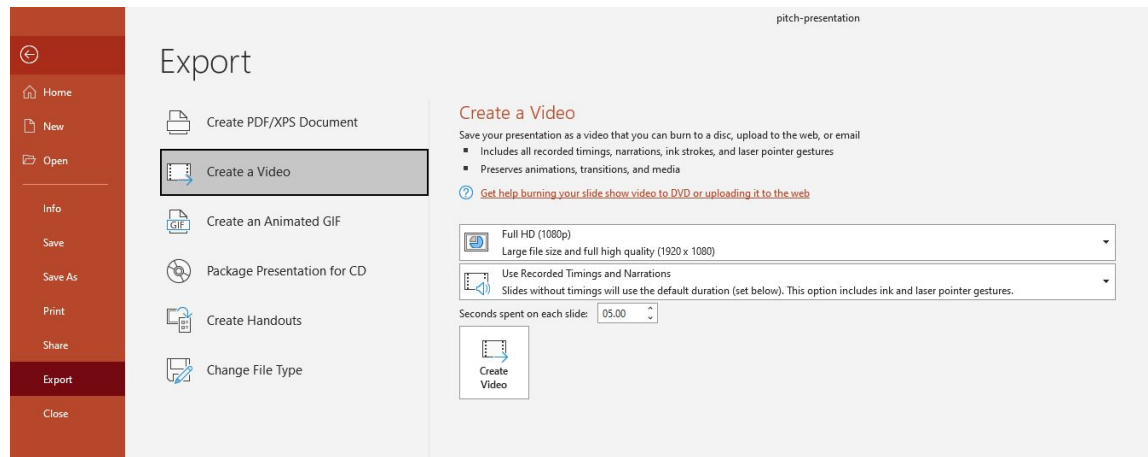 pitch-presentation
Export
Home
New
Open
Info
Save
Save As
Print
Share
Export
Close
Create PDF/XPS Document
Create a Video
GIF
Create an Animated GIF
Package Presentation for CD
Create Handouts
Change File Type
Create a Video
Save your presentation as a video that you can burn to a disc, upload to the web, or email
Includes all recorded timings, narrations, ink strokes, and laser pointer gestures
Preserves animations, transitions, and media
? Get help burning your slide show video to DVD or uploading it to the web
Full HD (1080p)
Large file size and full high quality (1920 x 1080)
Use Recorded Timings and Narrations
Slides without timings will use the default duration (set below). This option includes ink and laser pointer gestures.
Seconds spent on each slide: 05.00
Create
Video